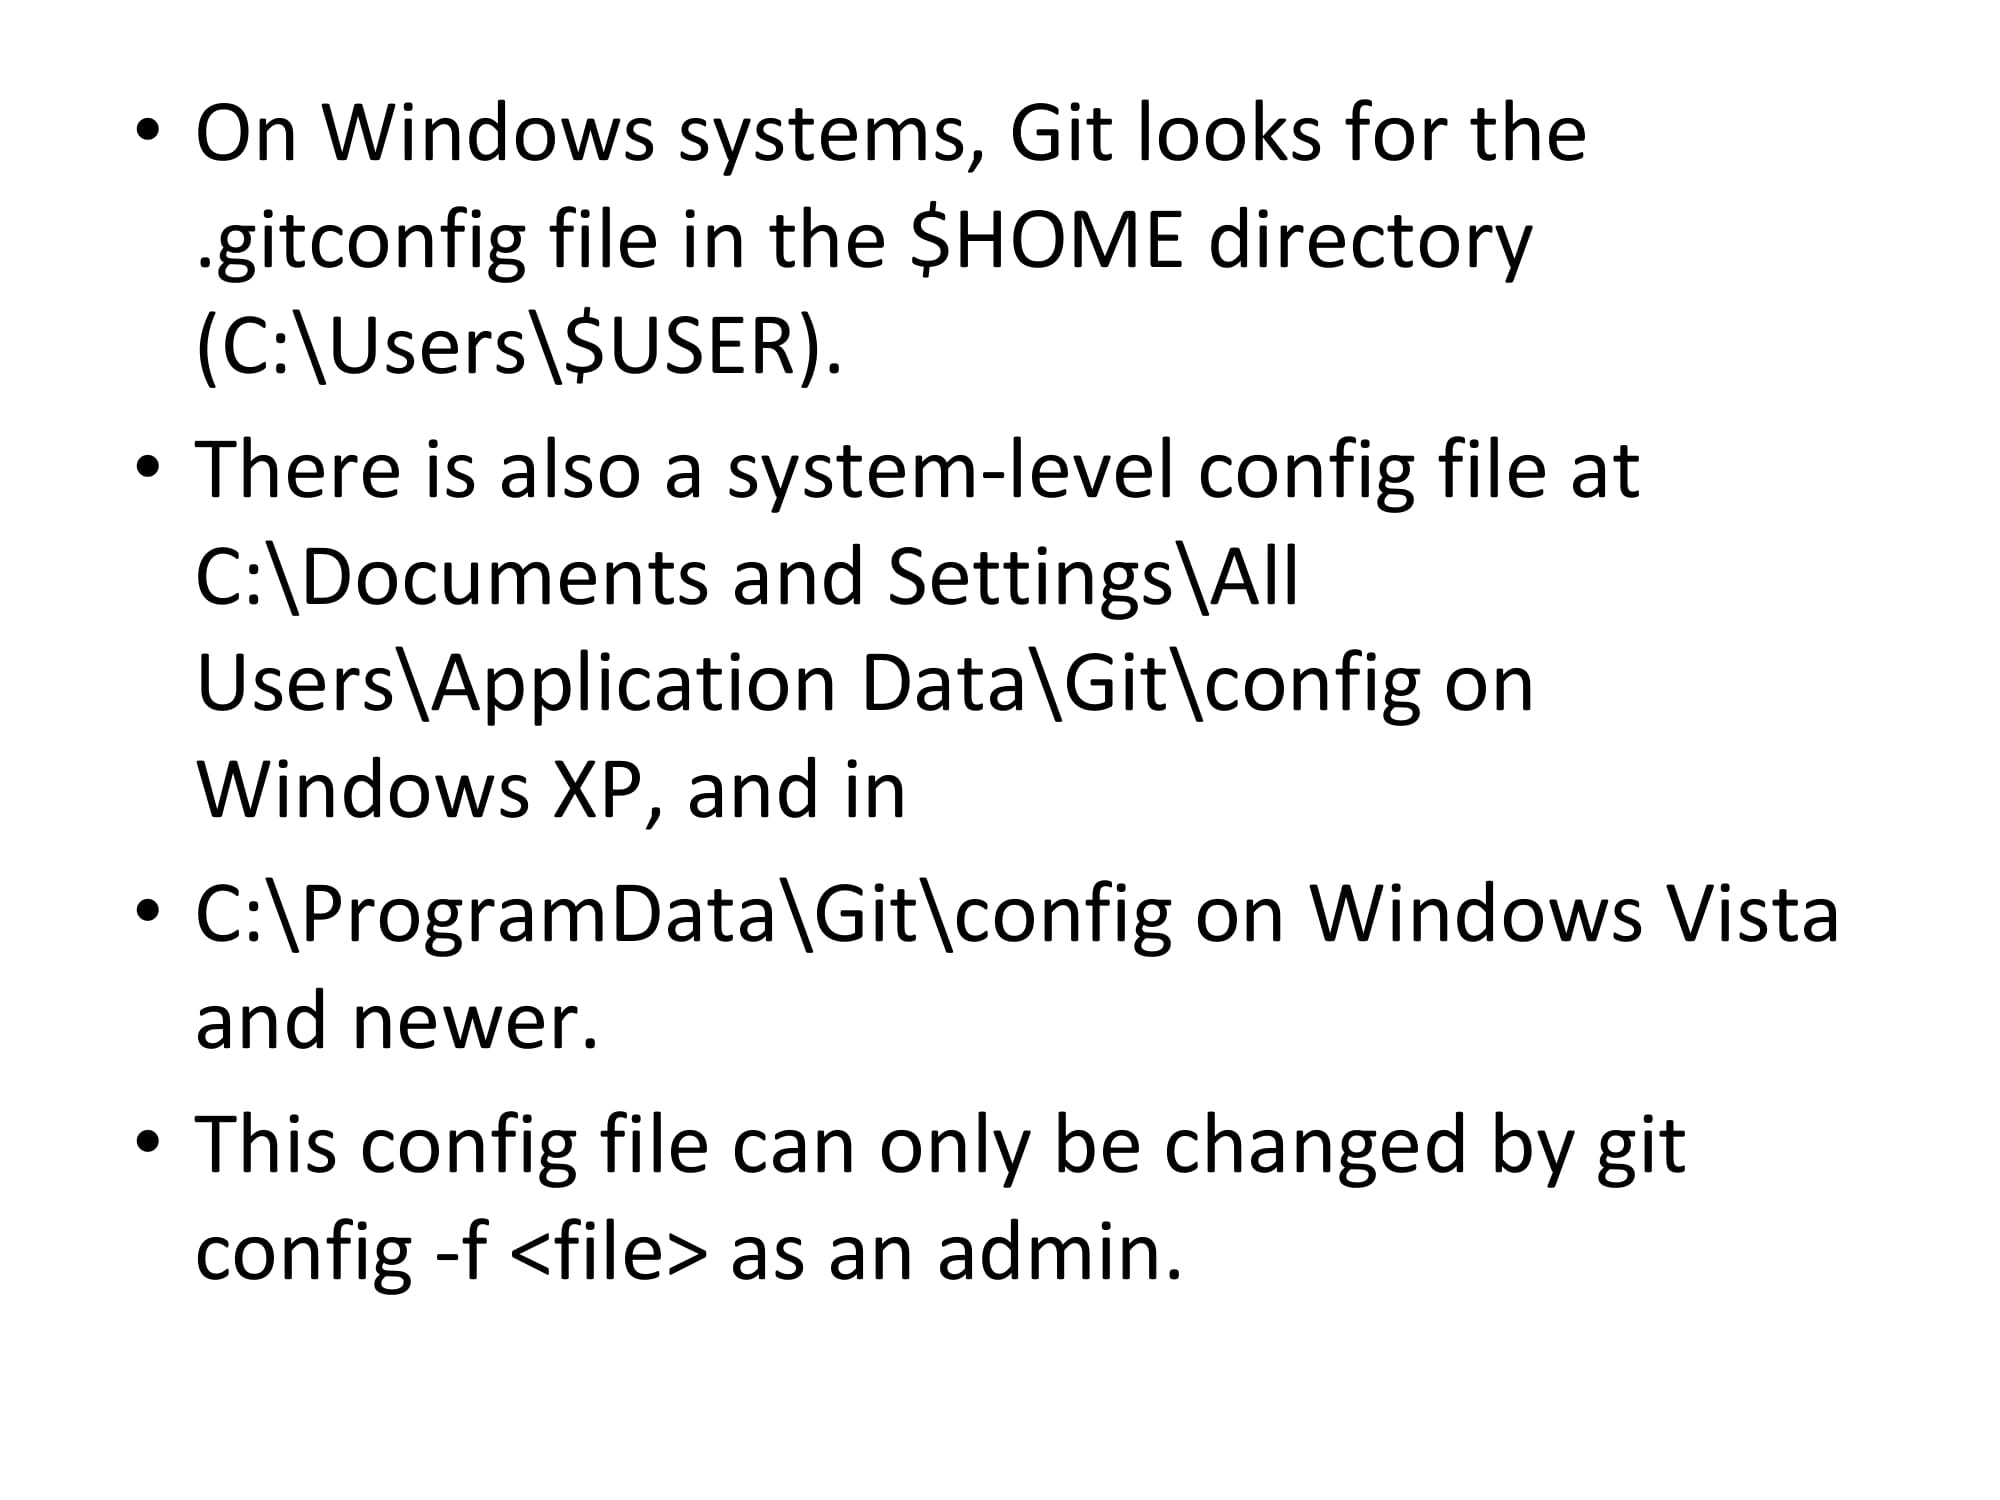 • On Windows systems, Git looks for the
.gitconfig file in the $HOME directory
(C:\Users\$USER).
• There is also a system-level config file at
C:\Documents and Settings\All
Users\Application Data\Git\config on
Windows XP, and in
• C:\ProgramData\Git\config on Windows Vista
and newer.
• This config file can only be changed by git
config -f <file> as an admin.